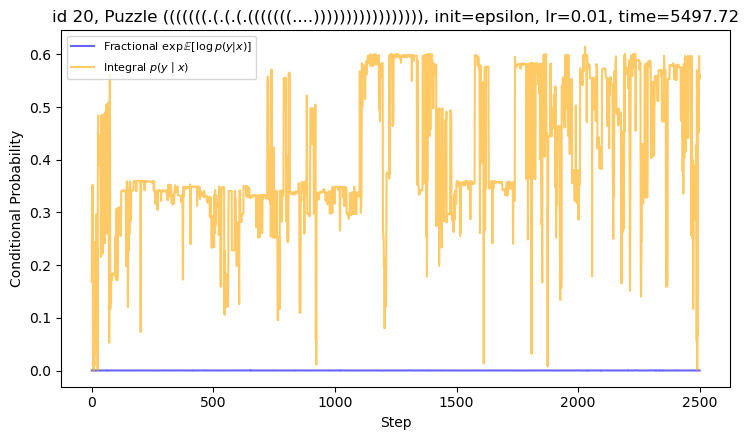 id 20, Puzzle (((((((.(.(.(.(((((((....))))))))))))))))), init=epsilon, lr=0.01, time=5497.72
Fractional exp 𝔼[log p(y|x)]
Integral p(y | x)
Conditional Probability
0.6
0.5
0.4
0.3
0.2
0.1
0.0
0 500 1000 1500 2000 2500
Step